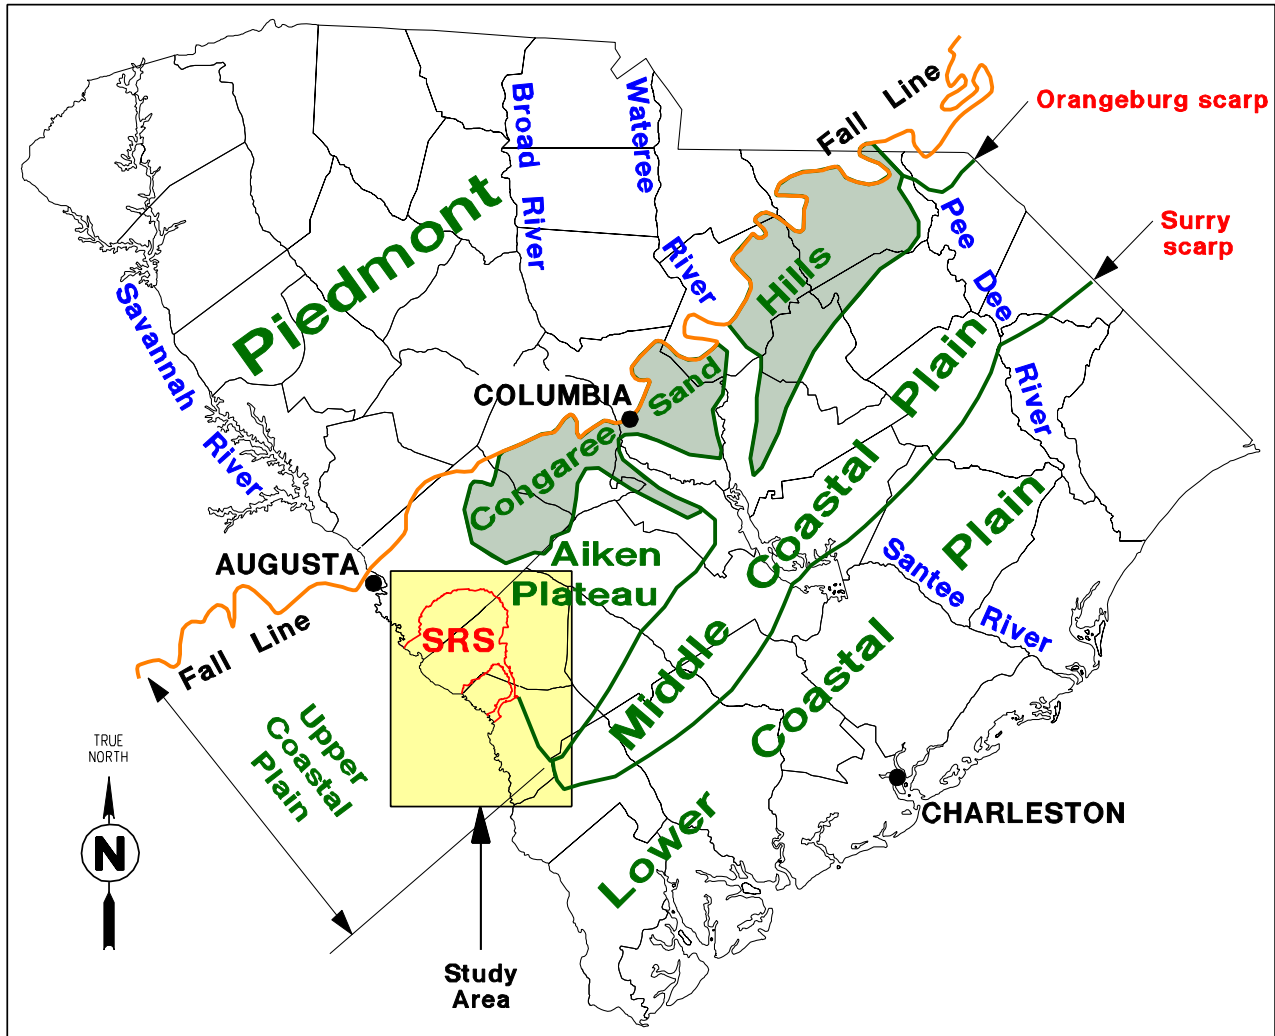 Fall Line
Orangeburg scarp
Surry
scarp
Broad
River
Wateree
River
Pee
Dee
River
Piedmont
Savannah
River
Hills
Sand
Congaree
COLUMBIA
AUGUSTA
Aiken
Plateau
SRS
Fall Line
Upper
Coastal
Plain
Middle
Coastal
Plain
Lower
Coastal
Plain
Santee River
CHARLESTON
TRUE
NORTH
N
Study
Area